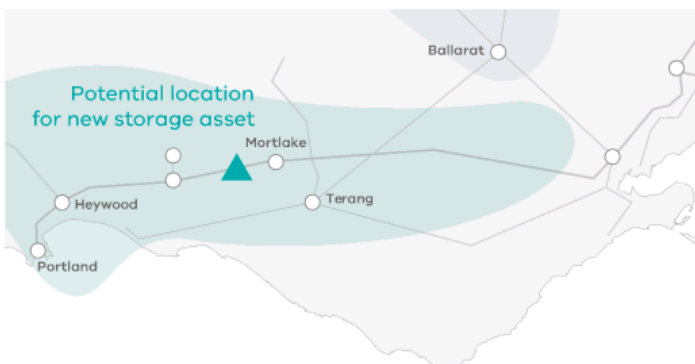 Ballarat
Potential location
for new storage asset
Mortlake
Heywood
Terang
Portland